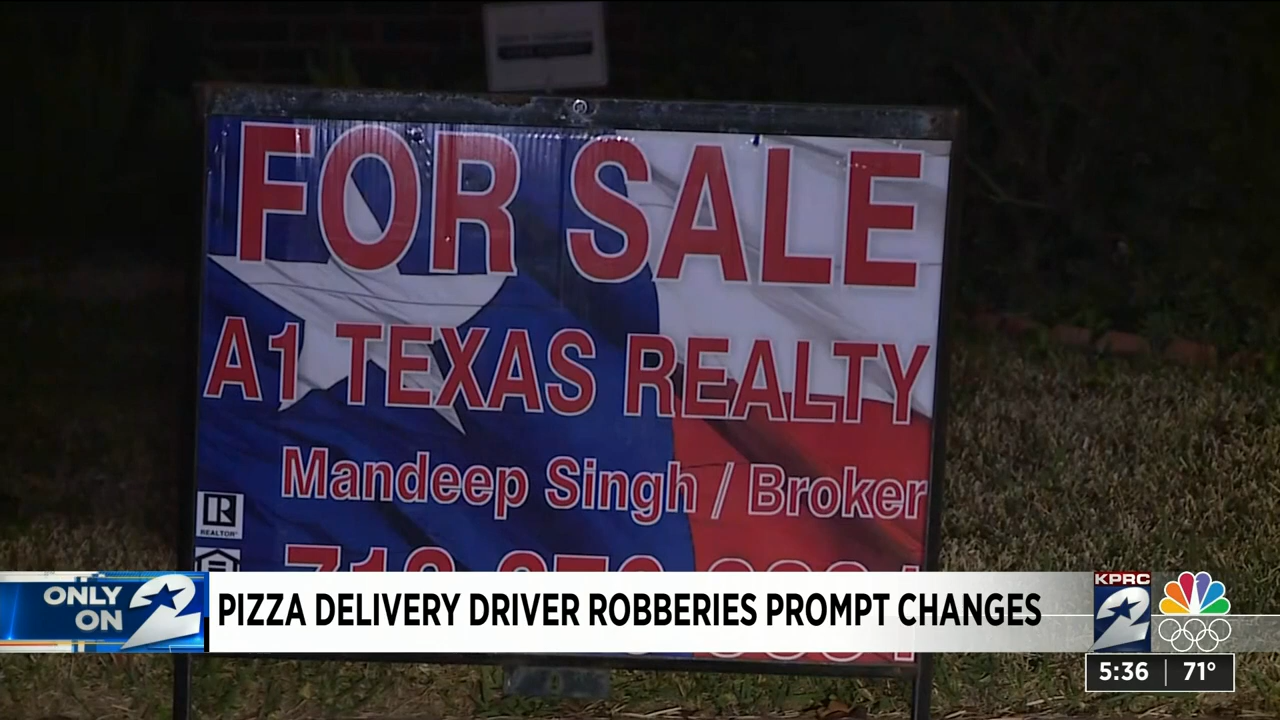 FOR SALE
A1 TEXAS REALTY
Mandeep Singh / Broker
R
REALTOR
ONLY
ON 2
PIZZA DELIVERY DRIVER ROBBERIES PROMPT CHANGES
KPRC
2
5:36 71°